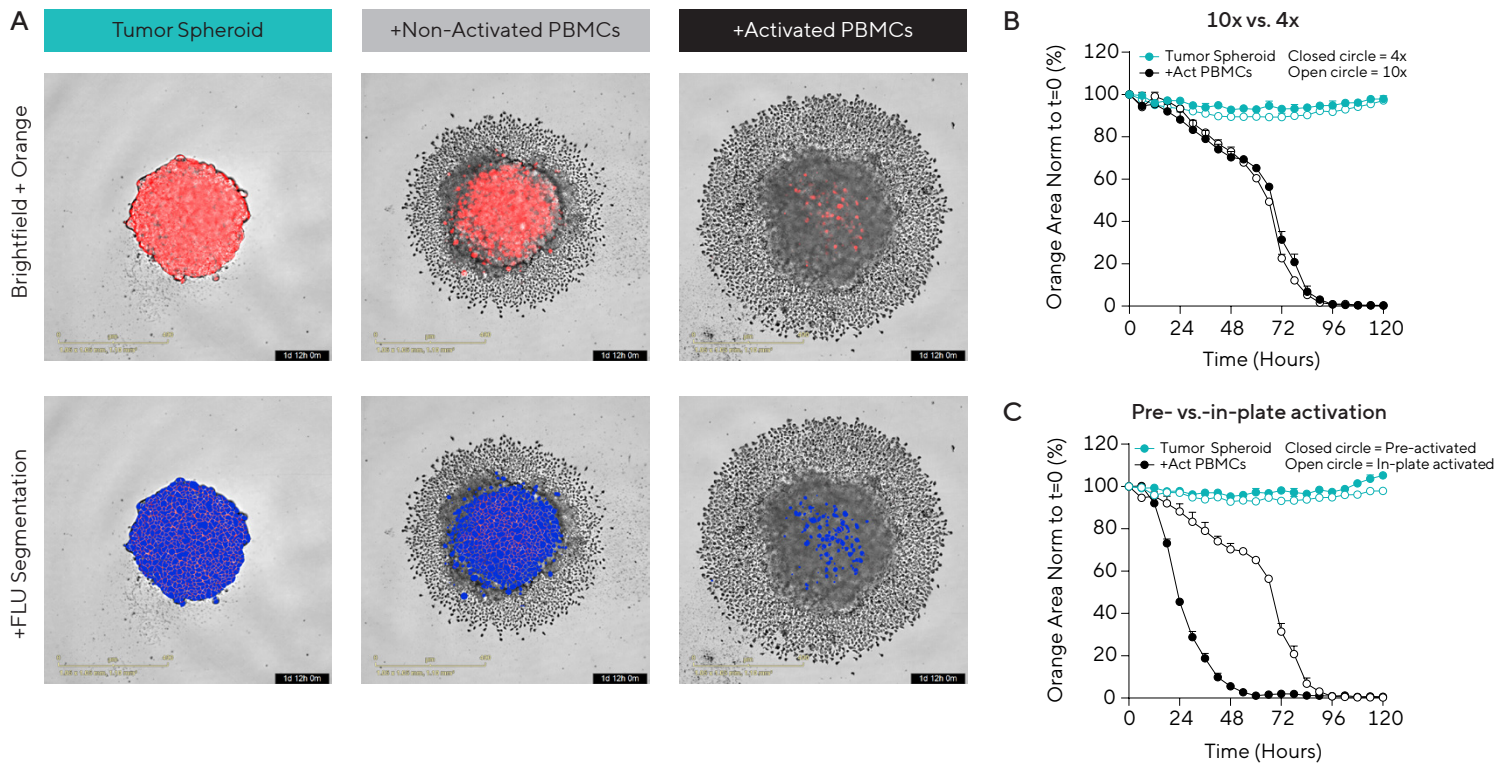 A
Tumor Spheroid
+Non-Activated PBMCs
+Activated PBMCs
Brightfield + Orange
1d 12h 0m
1d 12h 0m
1d 12h 0m
+FLU Segmentation
1d 12h 0m
1d 12h 0m
1d 12h 0m
B
10x vs. 4x
Orange Area Norm to t=0 (%)
120
100
80
60
40
20
0
Tumor Spheroid Closed circle = 4x
+Act PBMCs Open circle = 10x
0 24 48 72 96 120
Time (Hours)
C
Pre- vs.-in-plate activation
Orange Area Norm to t=0 (%)
120
100
80
60
40
20
0
Tumor Spheroid Closed circle = Pre-activated
+Act PBMCs Open circle = In-plate activated
0 24 48 72 96 120
Time (Hours)